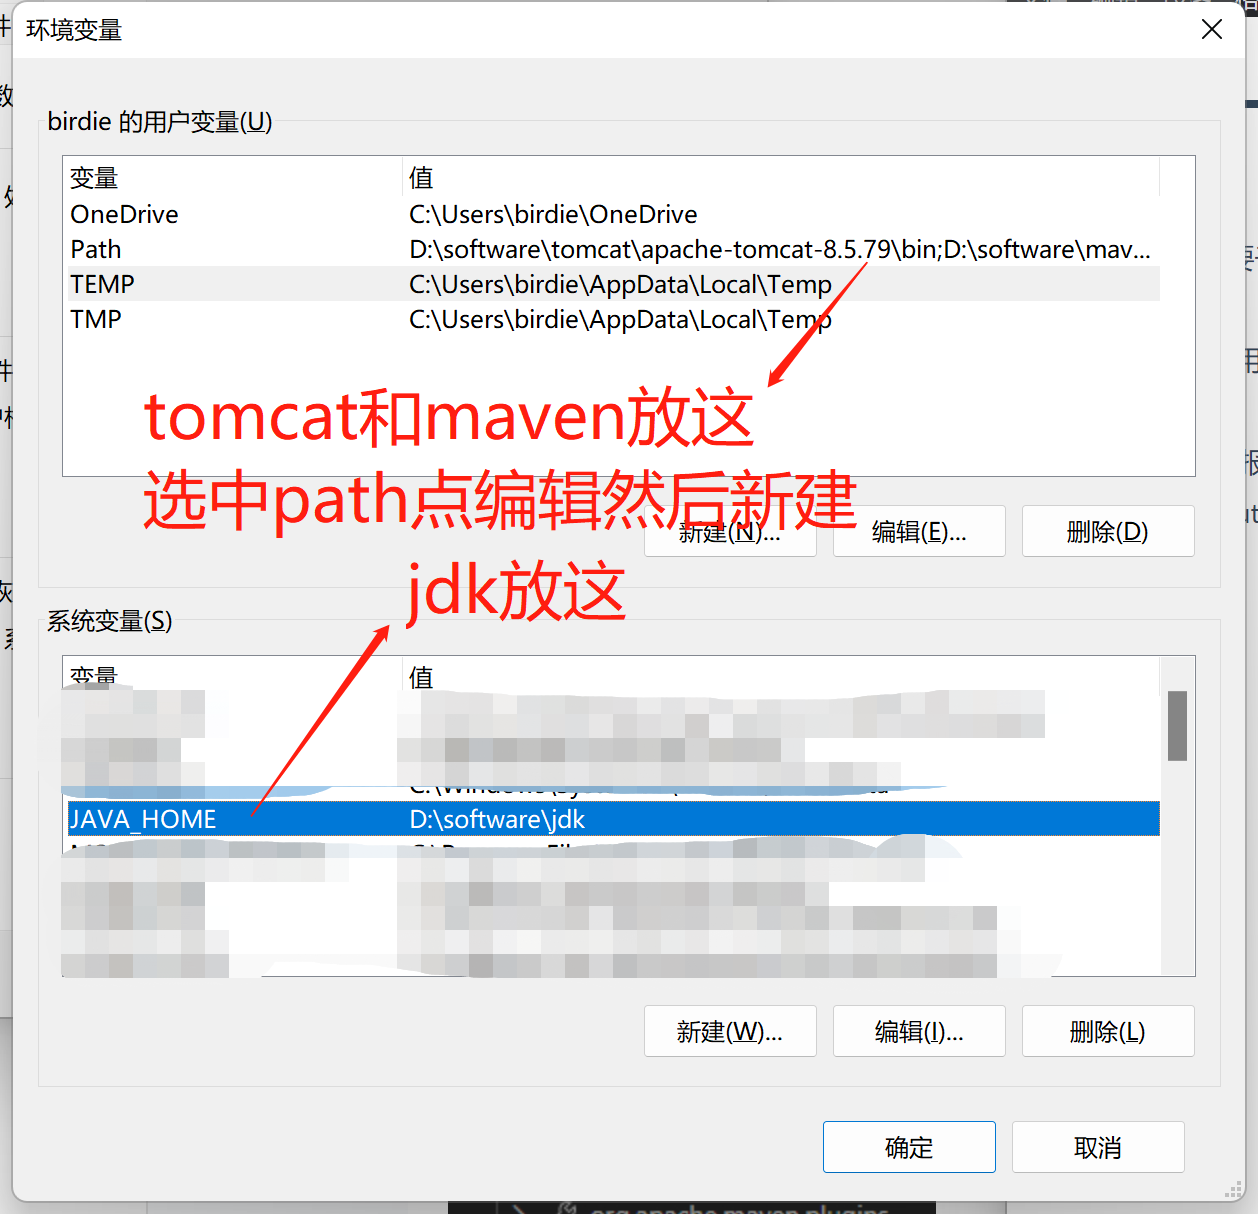 环境变量
birdie 的用户变量(U)
变量 值
OneDrive C:\Users\birdie\OneDrive
Path D:\software\tomcat\apache-tomcat-8.5.79\bin;D:\software\mav...
TEMP C:\Users\birdie\AppData\Local\Temp
TMP C:\Users\birdie\AppData\Local\Temp
tomcat和maven放这
选中path点编辑然后新建
新建(N)... 编辑(E)... 删除(D)
jdk放这
系统变量(S)
变量 值
JAVA_HOME D:\software\jdk
新建(W)... 编辑(I)... 删除(L)
确定 取消
org.apache.maven.plugins